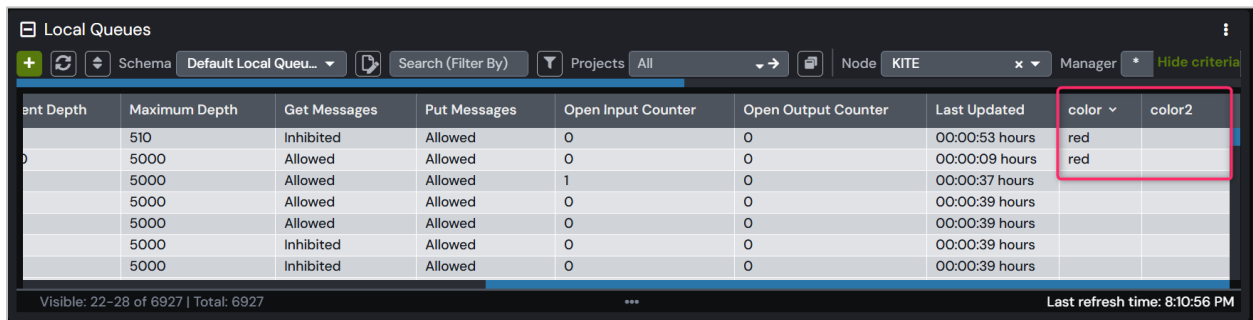 Local Queues
Schema Default Local Queu... Search (Filter By) Projects All Node KITE Manager * Hide criteria
ent Depth Maximum Depth Get Messages Put Messages Open Input Counter Open Output Counter Last Updated color color2
510 Inhibited Allowed 0 0 00:00:53 hours red
5000 Allowed Allowed 0 0 00:00:09 hours red
5000 Allowed Allowed 1 0 00:00:37 hours
5000 Allowed Allowed 0 0 00:00:39 hours
5000 Allowed Allowed 0 0 00:00:39 hours
5000 Inhibited Allowed 0 0 00:00:39 hours
5000 Inhibited Allowed 0 0 00:00:39 hours
Visible: 22-28 of 6927 | Total: 6927 Last refresh time: 8:10:56 PM